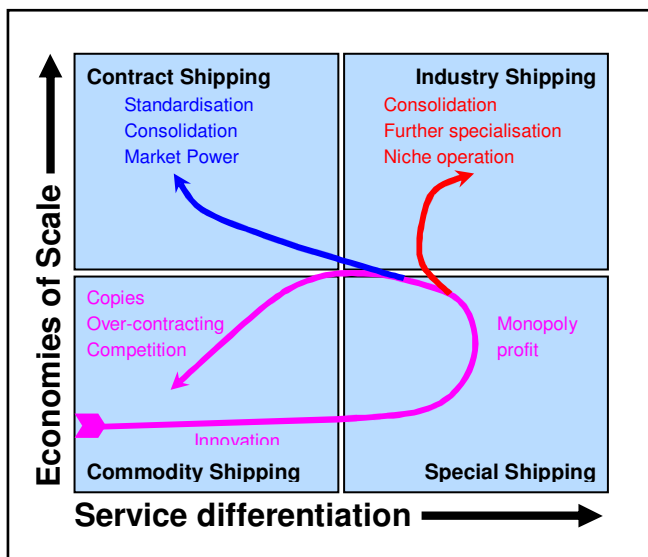 Economies of Scale
Contract Shipping
Standardisation
Consolidation
Market Power
Industry Shipping
Consolidation
Further specialisation
Niche operation
Copies
Over-contracting
Competition
Monopoly
profit
Innovation
Commodity Shipping
Special Shipping
Service differentiation